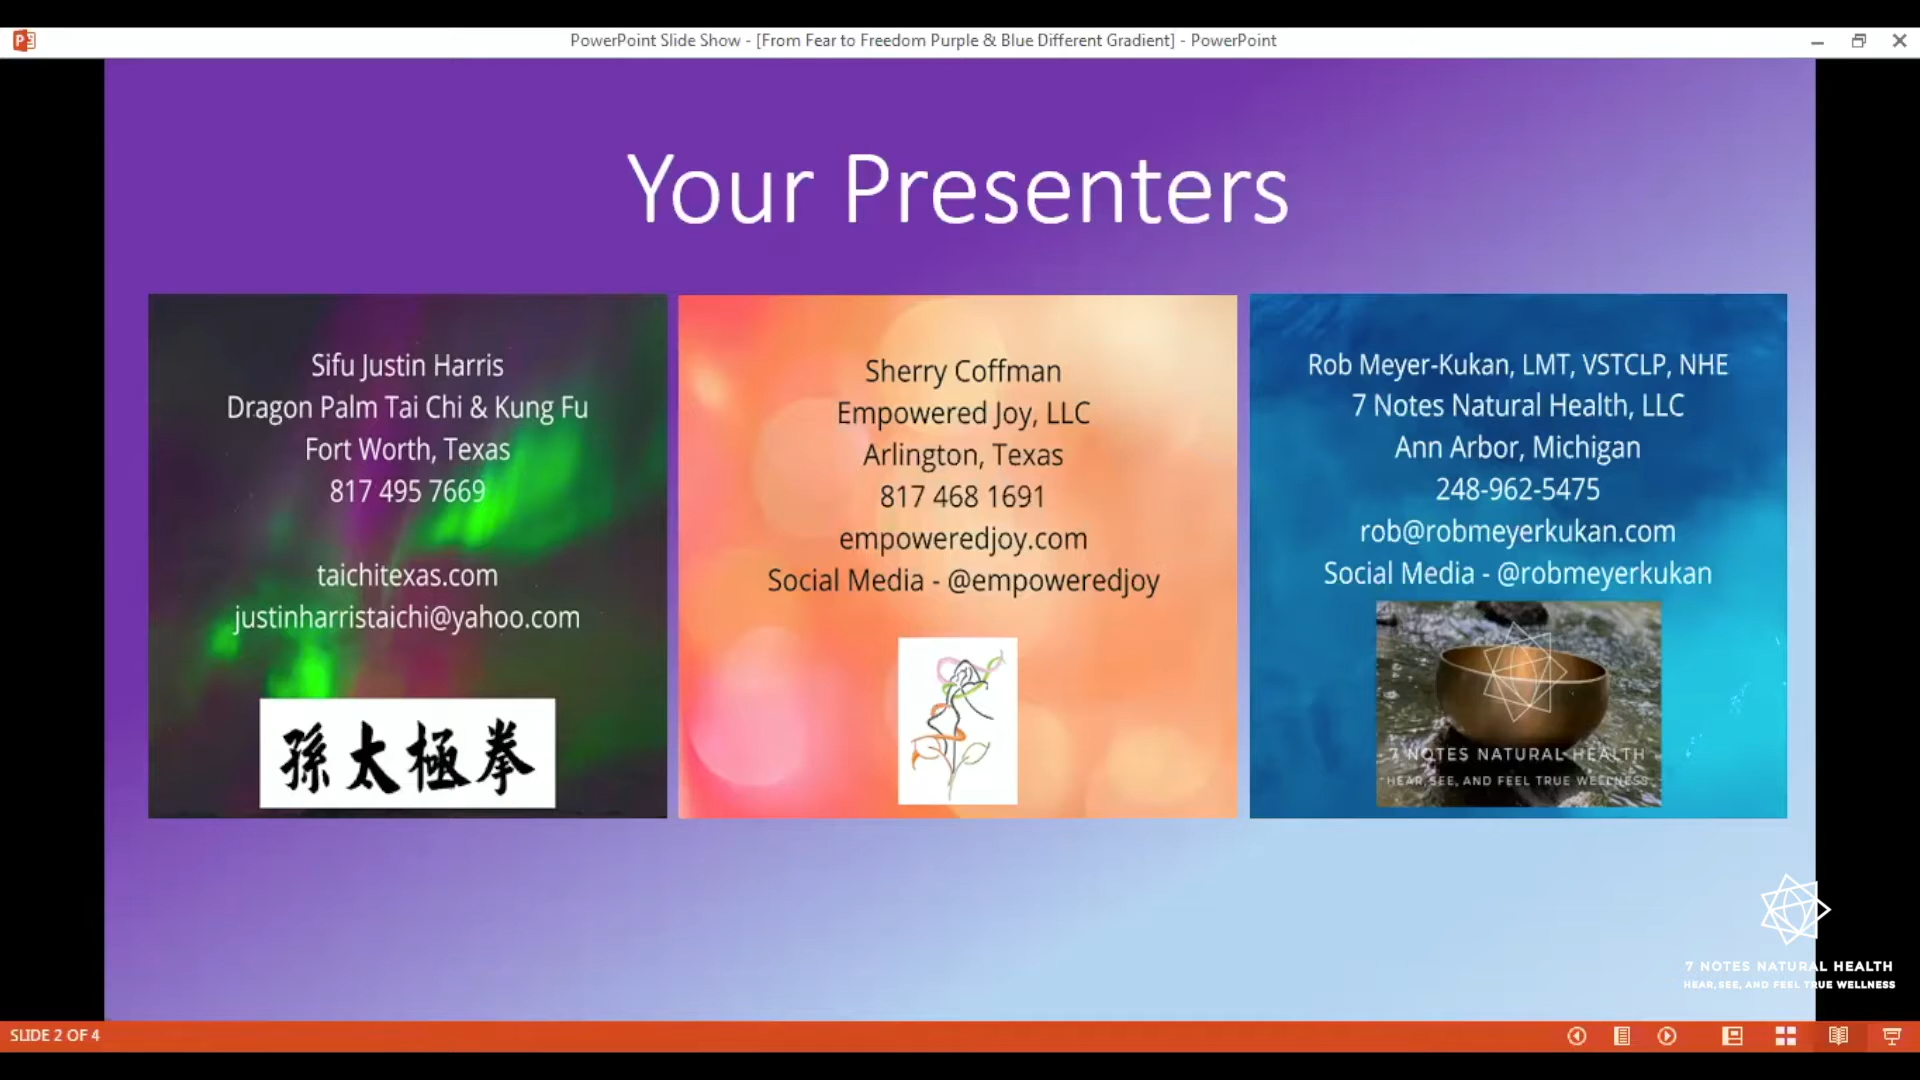 PowerPoint Slide Show - [From Fear to Freedom Purple & Blue Different Gradient] - PowerPoint
Your Presenters
Sifu Justin Harris
Dragon Palm Tai Chi & Kung Fu
Fort Worth, Texas
817 495 7669
taichitexas.com
justinharristaichi@yahoo.com
孫太極拳
Sherry Coffman
Empowered Joy, LLC
Arlington, Texas
817 468 1691
empoweredjoy.com
Social Media - @empoweredjoy
Rob Meyer-Kukan, LMT, VSTCLP, NHE
7 Notes Natural Health, LLC
Ann Arbor, Michigan
248-962-5475
rob@robmeyerkukan.com
Social Media - @robmeyerkukan
7 NOTES NATURAL HEALTH
HEAR, SEE, AND FEEL TRUE WELLNESS
7 NOTES NATURAL HEALTH
HEAR, SEE, AND FEEL TRUE WELLNESS
SLIDE 2 OF 4